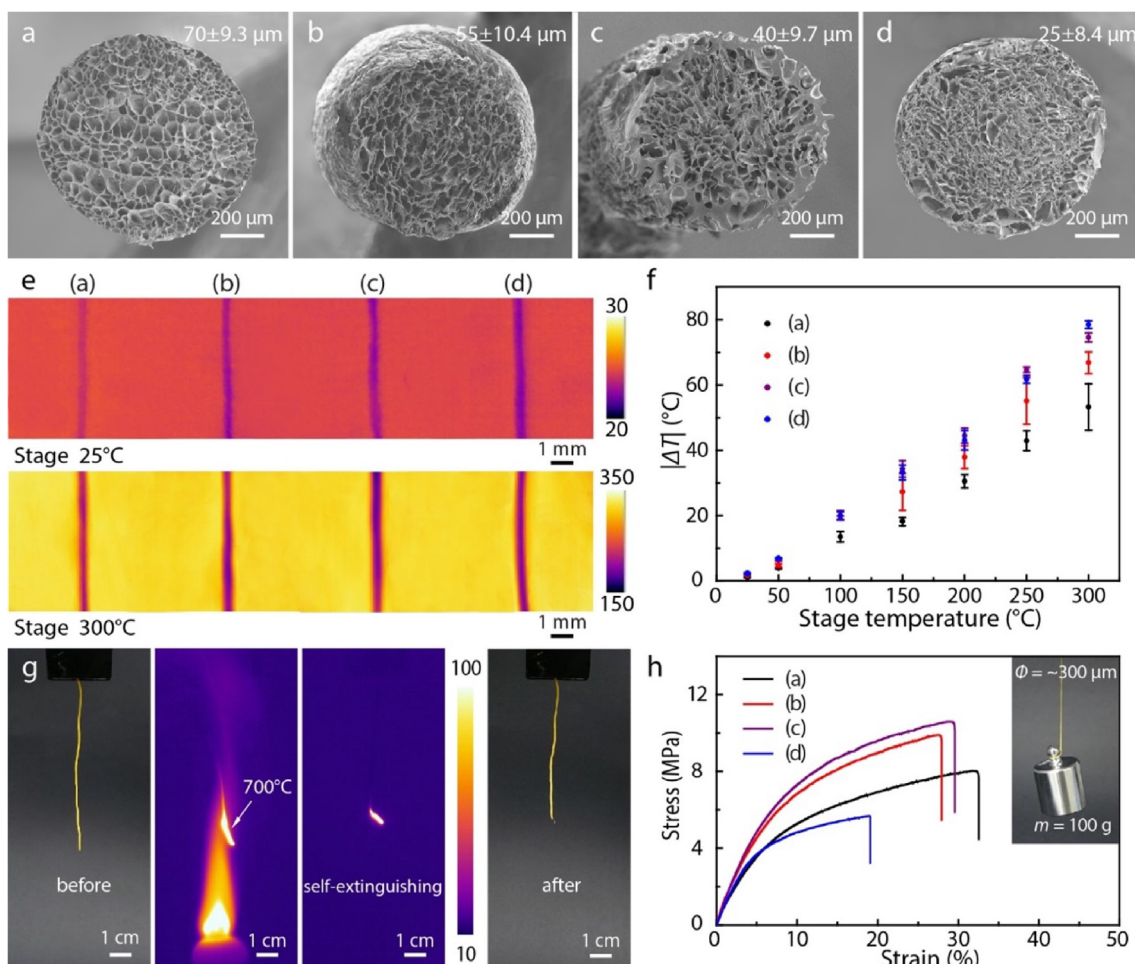 a
70±9.3 µm
200 µm
b
55±10.4 µm
200 µm
c
40±9.7 µm
200 µm
d
25±8.4 µm
200 µm
e
(a)
(b)
(c)
(d)
30
20
Stage 25°C
1 mm
350
150
Stage 300°C
1 mm
f
80
60
40
20
0
|ΔT| (°C)
(a)
(b)
(c)
(d)
50
100
150
200
250
300
Stage temperature (°C)
g
before
1 cm
700°C
1 cm
self-extinguishing
1 cm
100
10
after
1 cm
h
12
8
4
0
Stress (MPa)
(a)
(b)
(c)
(d)
Φ = ~300 µm
m = 100 g
0
10
20
30
40
50
Strain (%)